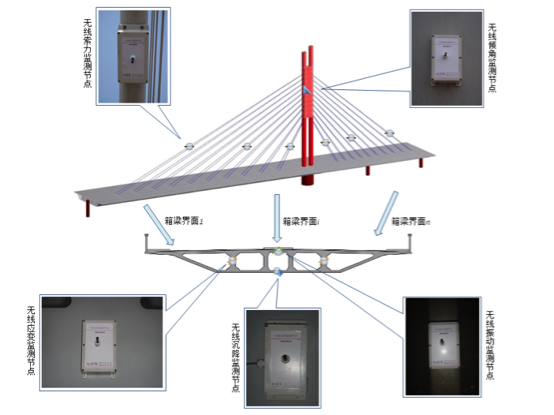 无线索力监测节点
无线倾角监测节点
箱梁界面1
箱梁界面i
箱梁界面n
无线应变监测节点
无线沉降监测节点
无线振动监测节点